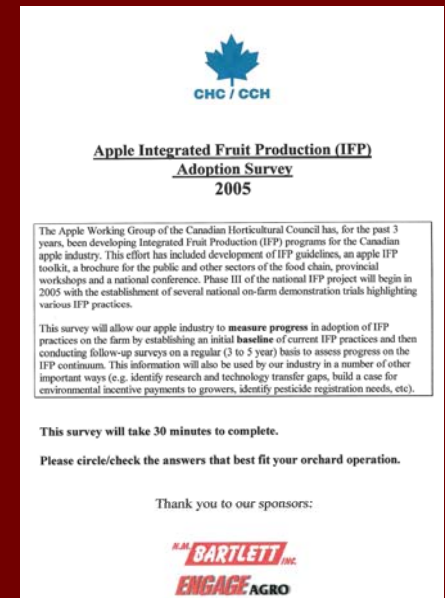 CHC / CCH
Apple Integrated Fruit Production (IFP)
Adoption Survey
2005
The Apple Working Group of the Canadian Horticultural Council has, for the past 3
years, been developing Integrated Fruit Production (IFP) programs for the Canadian
apple industry. This effort has included development of IFP guidelines, an apple IFP
toolkit, a brochure for the public and other sectors of the food chain, provincial
workshops and a national conference. Phase III of the national IFP project will begin in
2005 with the establishment of several national on-farm demonstration trials highlighting
various IFP practices.
This survey will allow our apple industry to measure progress in adoption of IFP
practices on the farm by establishing an initial baseline of current IFP practices and then
conducting follow-up surveys on a regular (3 to 5 year) basis to assess progress on the
IFP continuum. This information will also be used by our industry in a number of other
important ways (e.g. identify research and technology transfer gaps, build a case for
environmental incentive payments to growers, identify pesticide registration needs, etc).
This survey will take 30 minutes to complete.
Please circle/check the answers that best fit your orchard operation.
Thank you to our sponsors:
N.M. BARTLETT INC.
ENGAGE AGRO